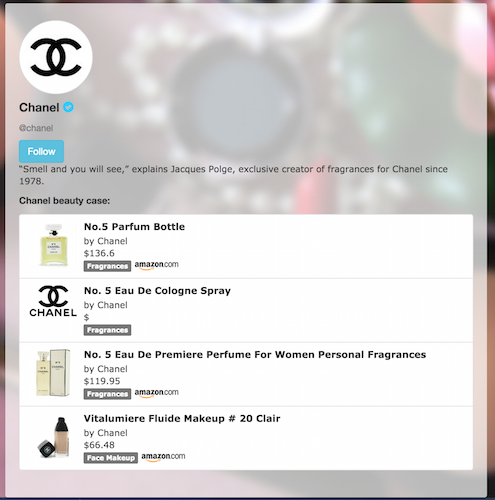 Chanel
@chanel
Follow
“Smell and you will see,” explains Jacques Polge, exclusive creator of fragrances for Chanel since
1978.
Chanel beauty case:
No.5 Parfum Bottle
by Chanel
$136.6
Fragrances amazon.com
No. 5 Eau De Cologne Spray
by Chanel
$
Fragrances
CHANEL
No. 5 Eau De Premiere Perfume For Women Personal Fragrances
by Chanel
$119.95
Fragrances amazon.com
Vitalumiere Fluide Makeup # 20 Clair
by Chanel
$66.48
Face Makeup amazon.com